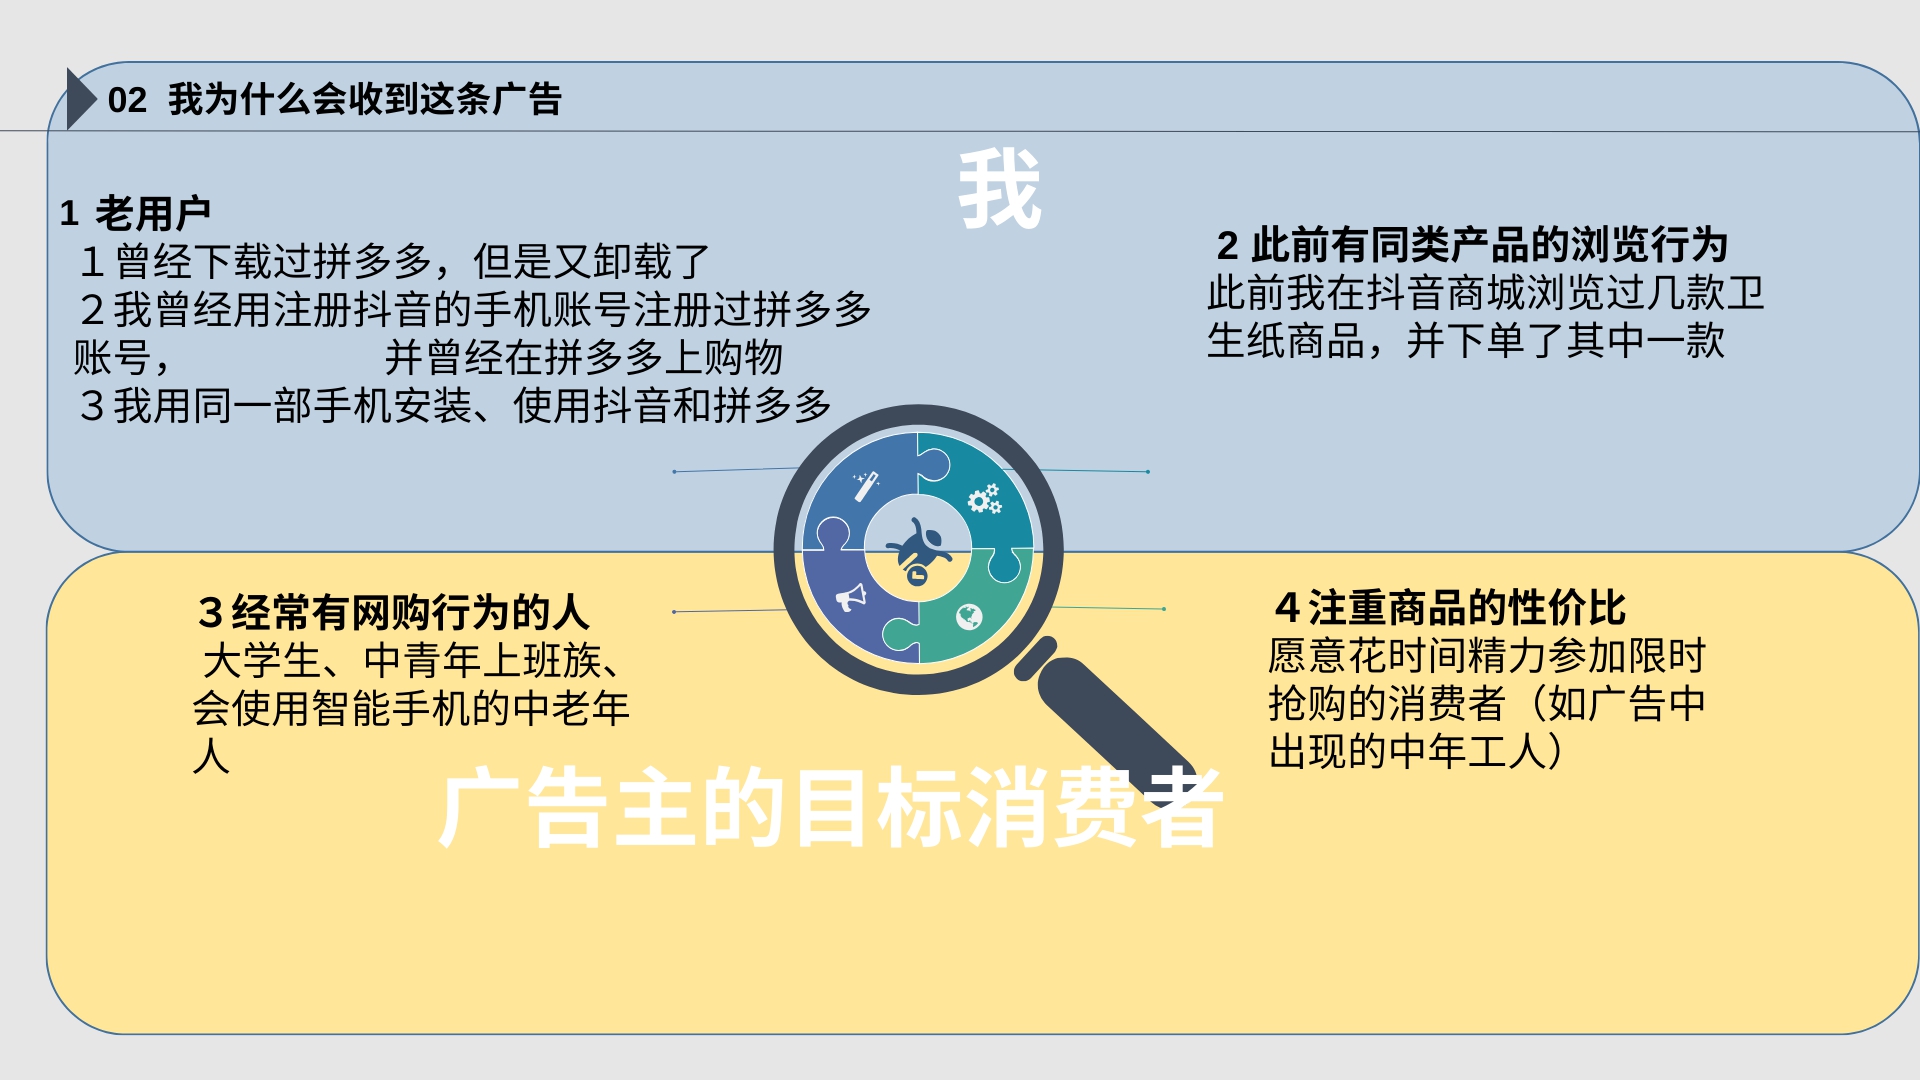 02 我为什么会收到这条广告
我
1 老用户
１曾经下载过拼多多，但是又卸载了
２我曾经用注册抖音的手机账号注册过拼多多
账号， 并曾经在拼多多上购物
３我用同一部手机安装、使用抖音和拼多多
2 此前有同类产品的浏览行为
此前我在抖音商城浏览过几款卫
生纸商品，并下单了其中一款
３经常有网购行为的人
大学生、中青年上班族、
会使用智能手机的中老年
人
４注重商品的性价比
愿意花时间精力参加限时
抢购的消费者（如广告中
出现的中年工人）
广告主的目标消费者